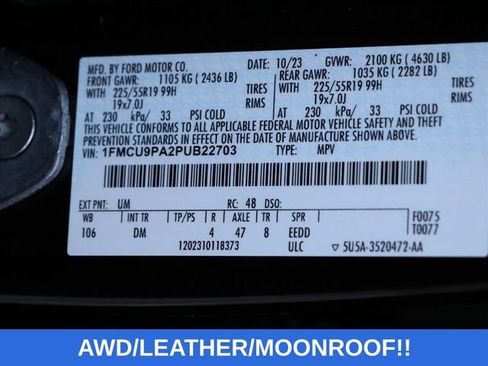 MFD. BY FORD MOTOR CO.
DATE: 10/23 GVWR: 2100 KG (4630 LB)
FRONT GAWR: 1105 KG (2436 LB) REAR GAWR: 1035 KG (2282 LB)
WITH 225/55R19 99H TIRES WITH 225/55R19 99H TIRES
19x7.0J RIMS 19x7.0J RIMS
AT 230 kPa/ 33 PSI COLD AT 230 kPa/ 33 PSI COLD
THIS VEHICLE CONFORMS TO ALL APPLICABLE FEDERAL MOTOR VEHICLE SAFETY AND THEFT
PREVENTION STANDARDS IN EFFECT ON THE DATE OF MANUFACTURE SHOWN ABOVE.
VIN: 1FMCU9PA2PUB22703 TYPE: MPV
EXT PNT: UM RC: 48 DSO:
WB INT TR TP/PS R AXLE TR SPR F0075
106 DM 4 47 8 EEDD T0077
1202310118373 ULC ▽ 5U5A-3520472-AA
AWD/LEATHER/MOONROOF!!